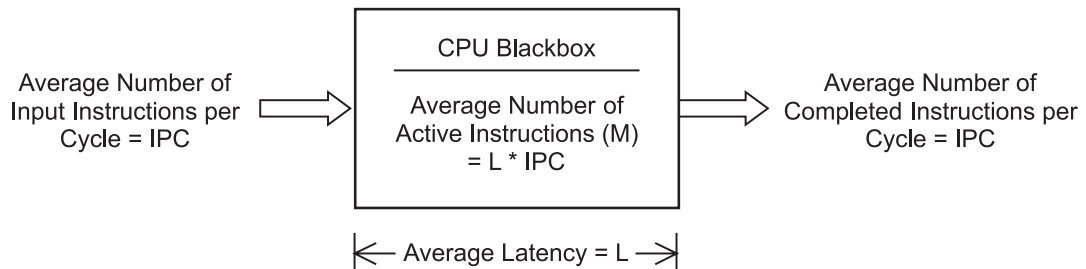 Average Number of
Input Instructions per
Cycle = IPC
CPU Blackbox
Average Number of
Active Instructions (M)
= L * IPC
Average Number of
Completed Instructions per
Cycle = IPC
Average Latency = L